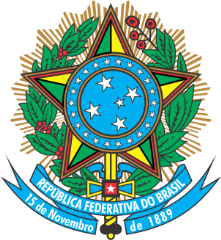 REPÚBLICA FEDERATIVA DO BRASIL
15 de Novembro de 1889